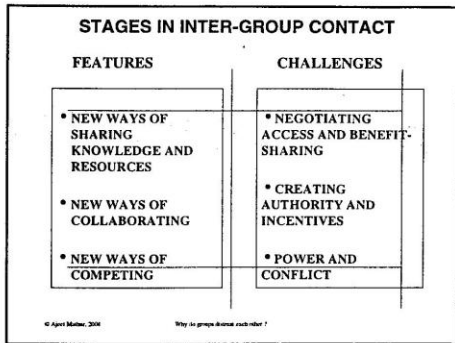 STAGES IN INTER-GROUP CONTACT
FEATURES
• NEW WAYS OF
SHARING
KNOWLEDGE AND
RESOURCES
• NEW WAYS OF
COLLABORATING
• NEW WAYS OF
COMPETING
CHALLENGES
• NEGOTIATING
ACCESS AND BENEFIT-
SHARING
• CREATING
AUTHORITY AND
INCENTIVES
• POWER AND
CONFLICT
Why do groups distrust each other ?